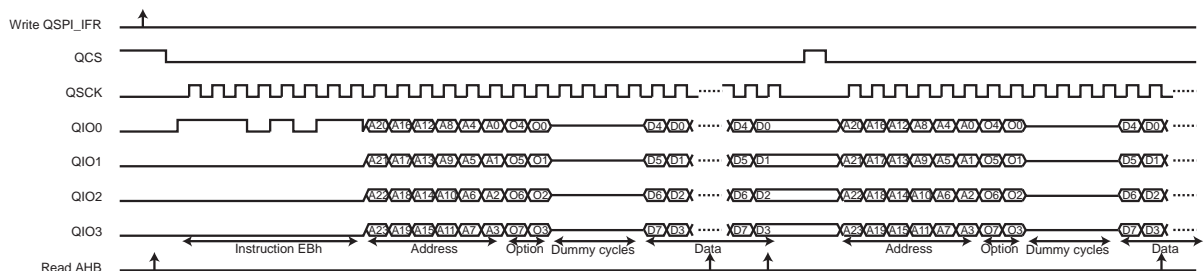 Write QSPI_IFR
QCS
QSCK
QIO0 A20 A16 A12 A8 A4 A0 O4 O0 D4 D0 D4 D0 A20 A16 A12 A8 A4 A0 O4 O0 D4 D0
QIO1 A21 A17 A13 A9 A5 A1 O5 O1 D5 D1 D5 D1 A21 A17 A13 A9 A5 A1 O5 O1 D5 D1
QIO2 A22 A18 A14 A10 A6 A2 O6 O2 D6 D2 D6 D2 A22 A18 A14 A10 A6 A2 O6 O2 D6 D2
QIO3 A23 A19 A15 A11 A7 A3 O7 O3 D7 D3 D7 D3 A23 A19 A15 A11 A7 A3 O7 O3 D7 D3
Instruction EBh Address Option Dummy cycles Data Address Option Dummy cycles Data
Read AHB